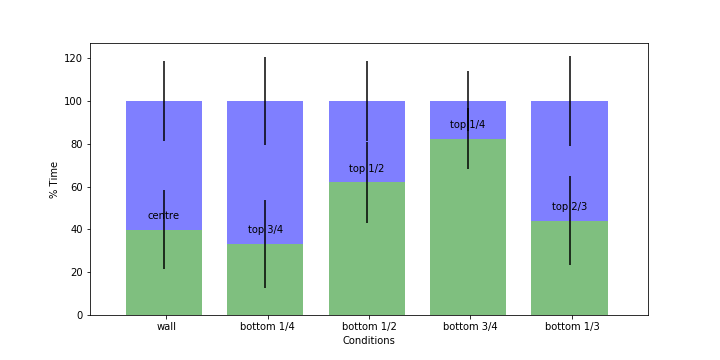 120
100
80
60
40
20
0
% Time
centre
top 3/4
top 1/2
top 1/4
top 2/3
wall
bottom 1/4
bottom 1/2
bottom 3/4
bottom 1/3
Conditions